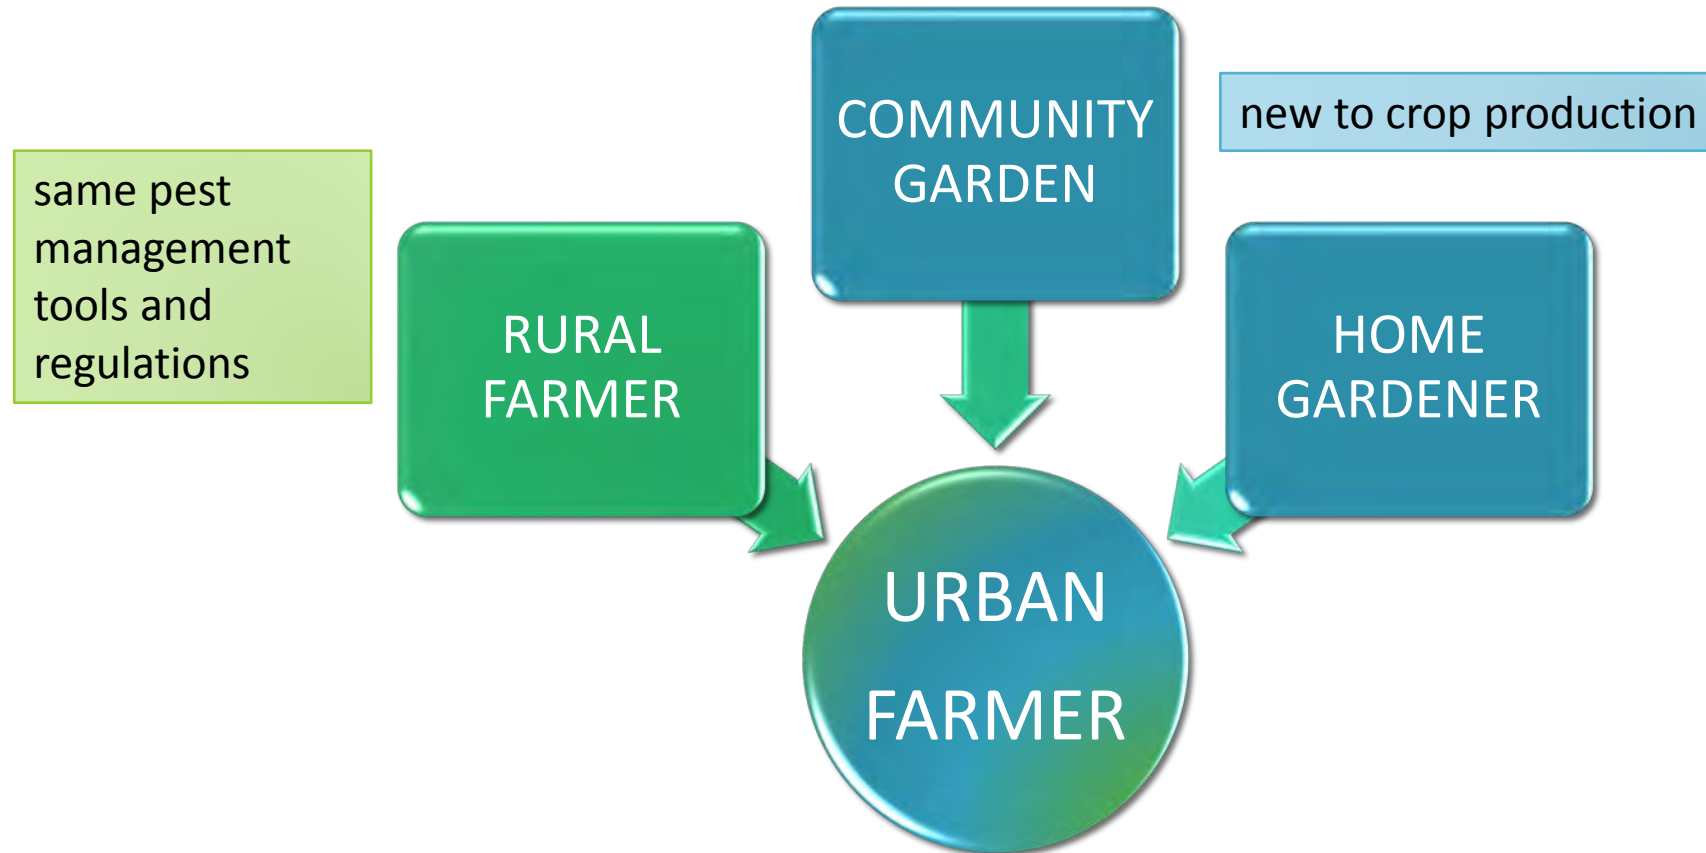 COMMUNITY
GARDEN
new to crop production
same pest
management
tools and
regulations
RURAL
FARMER
HOME
GARDENER
URBAN
FARMER